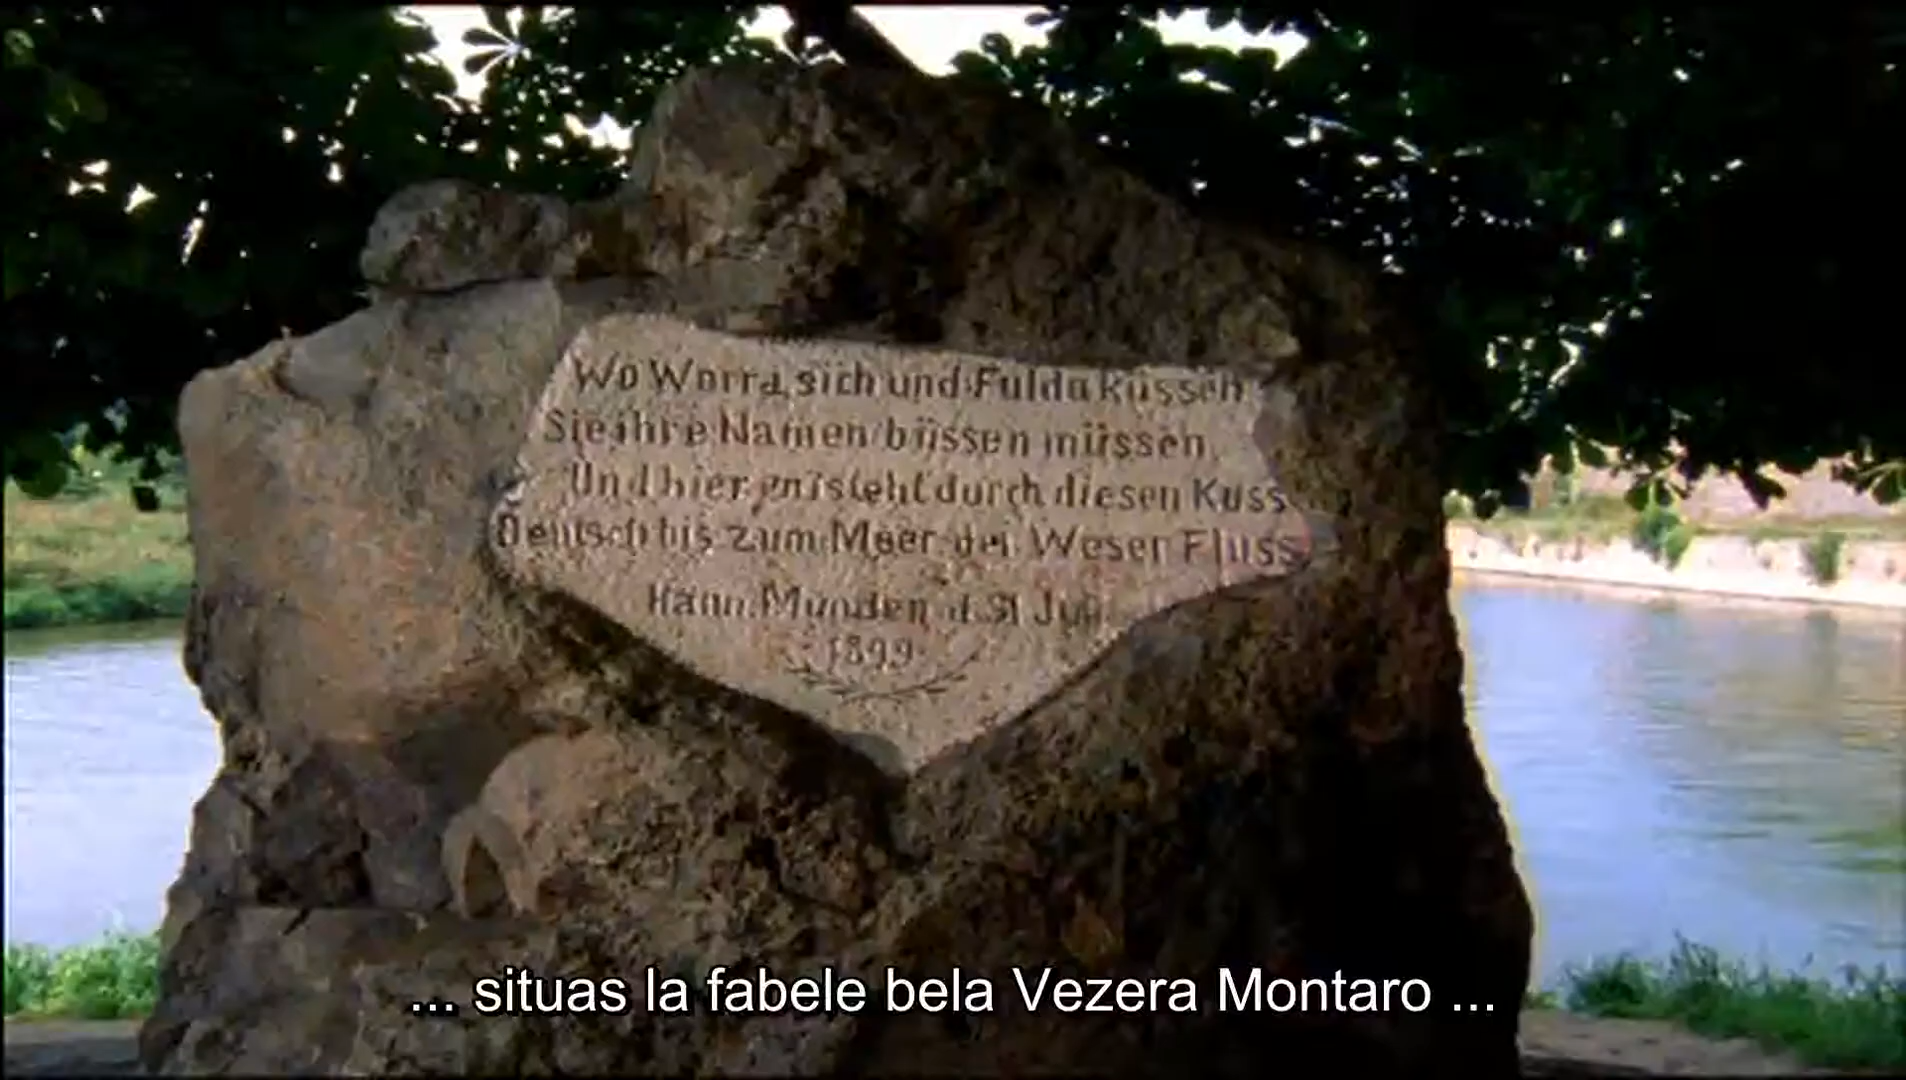 Wo Werra sich und Fulda küssen
Sie ihre Namen büssen müssen.
Und hier entsteht durch diesen Kuss
Deutsch bis zum Meer der Weser Fluss
Hann. Münden d. 31 Juli
1899
... situas la fabele bela Vezera Montaro ...